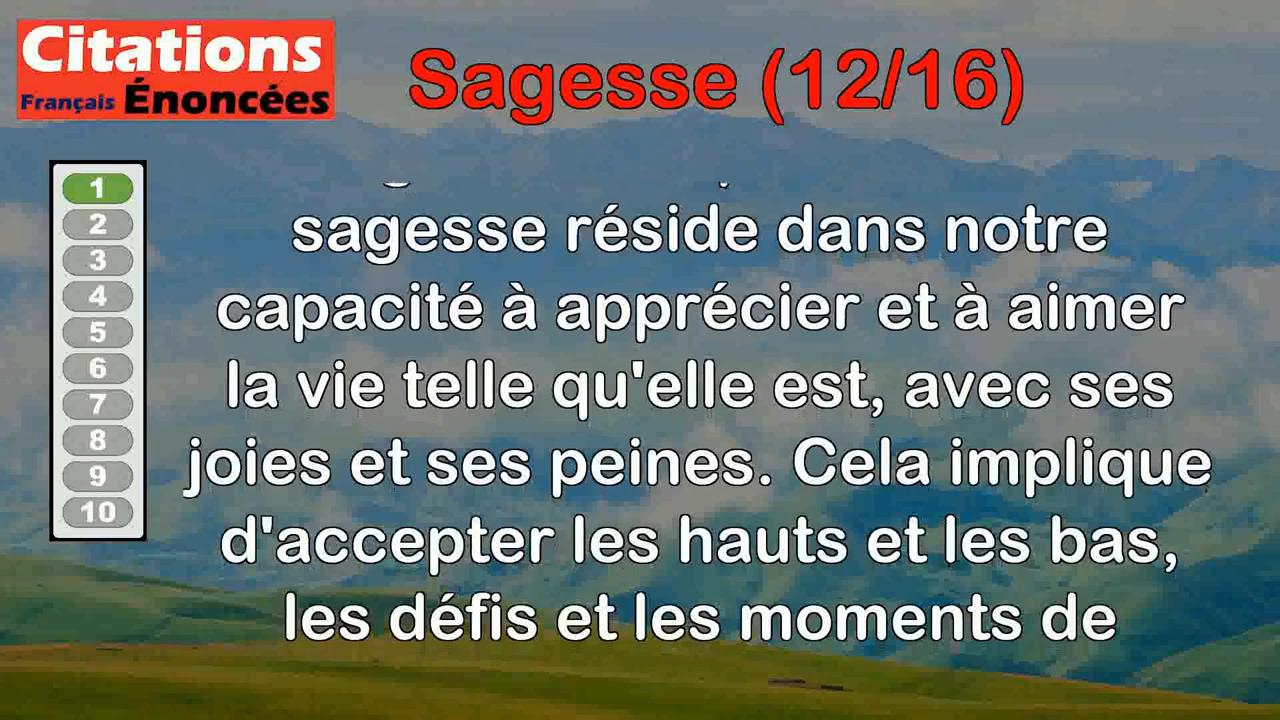 Citations
Français Énoncées
Sagesse (12/16)
1
2
3
4
5
6
7
8
9
10
sagesse réside dans notre
capacité à apprécier et à aimer
la vie telle qu'elle est, avec ses
joies et ses peines. Cela implique
d'accepter les hauts et les bas,
les défis et les moments de